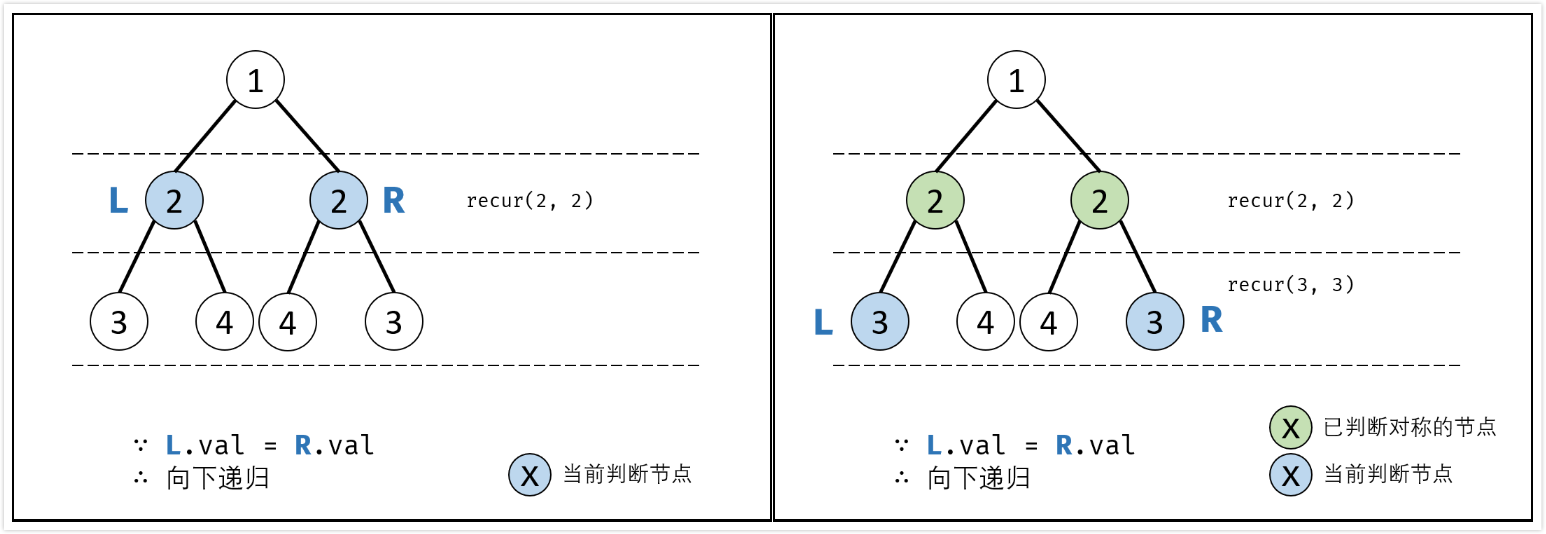 1
L 2 2 R recur(2, 2)
3 4 4 3
∵ L.val = R.val
∴ 向下递归
X 当前判断节点
1
2 2 recur(2, 2)
recur(3, 3)
L 3 4 4 3 R
∵ L.val = R.val
∴ 向下递归
X 已判断对称的节点
X 当前判断节点